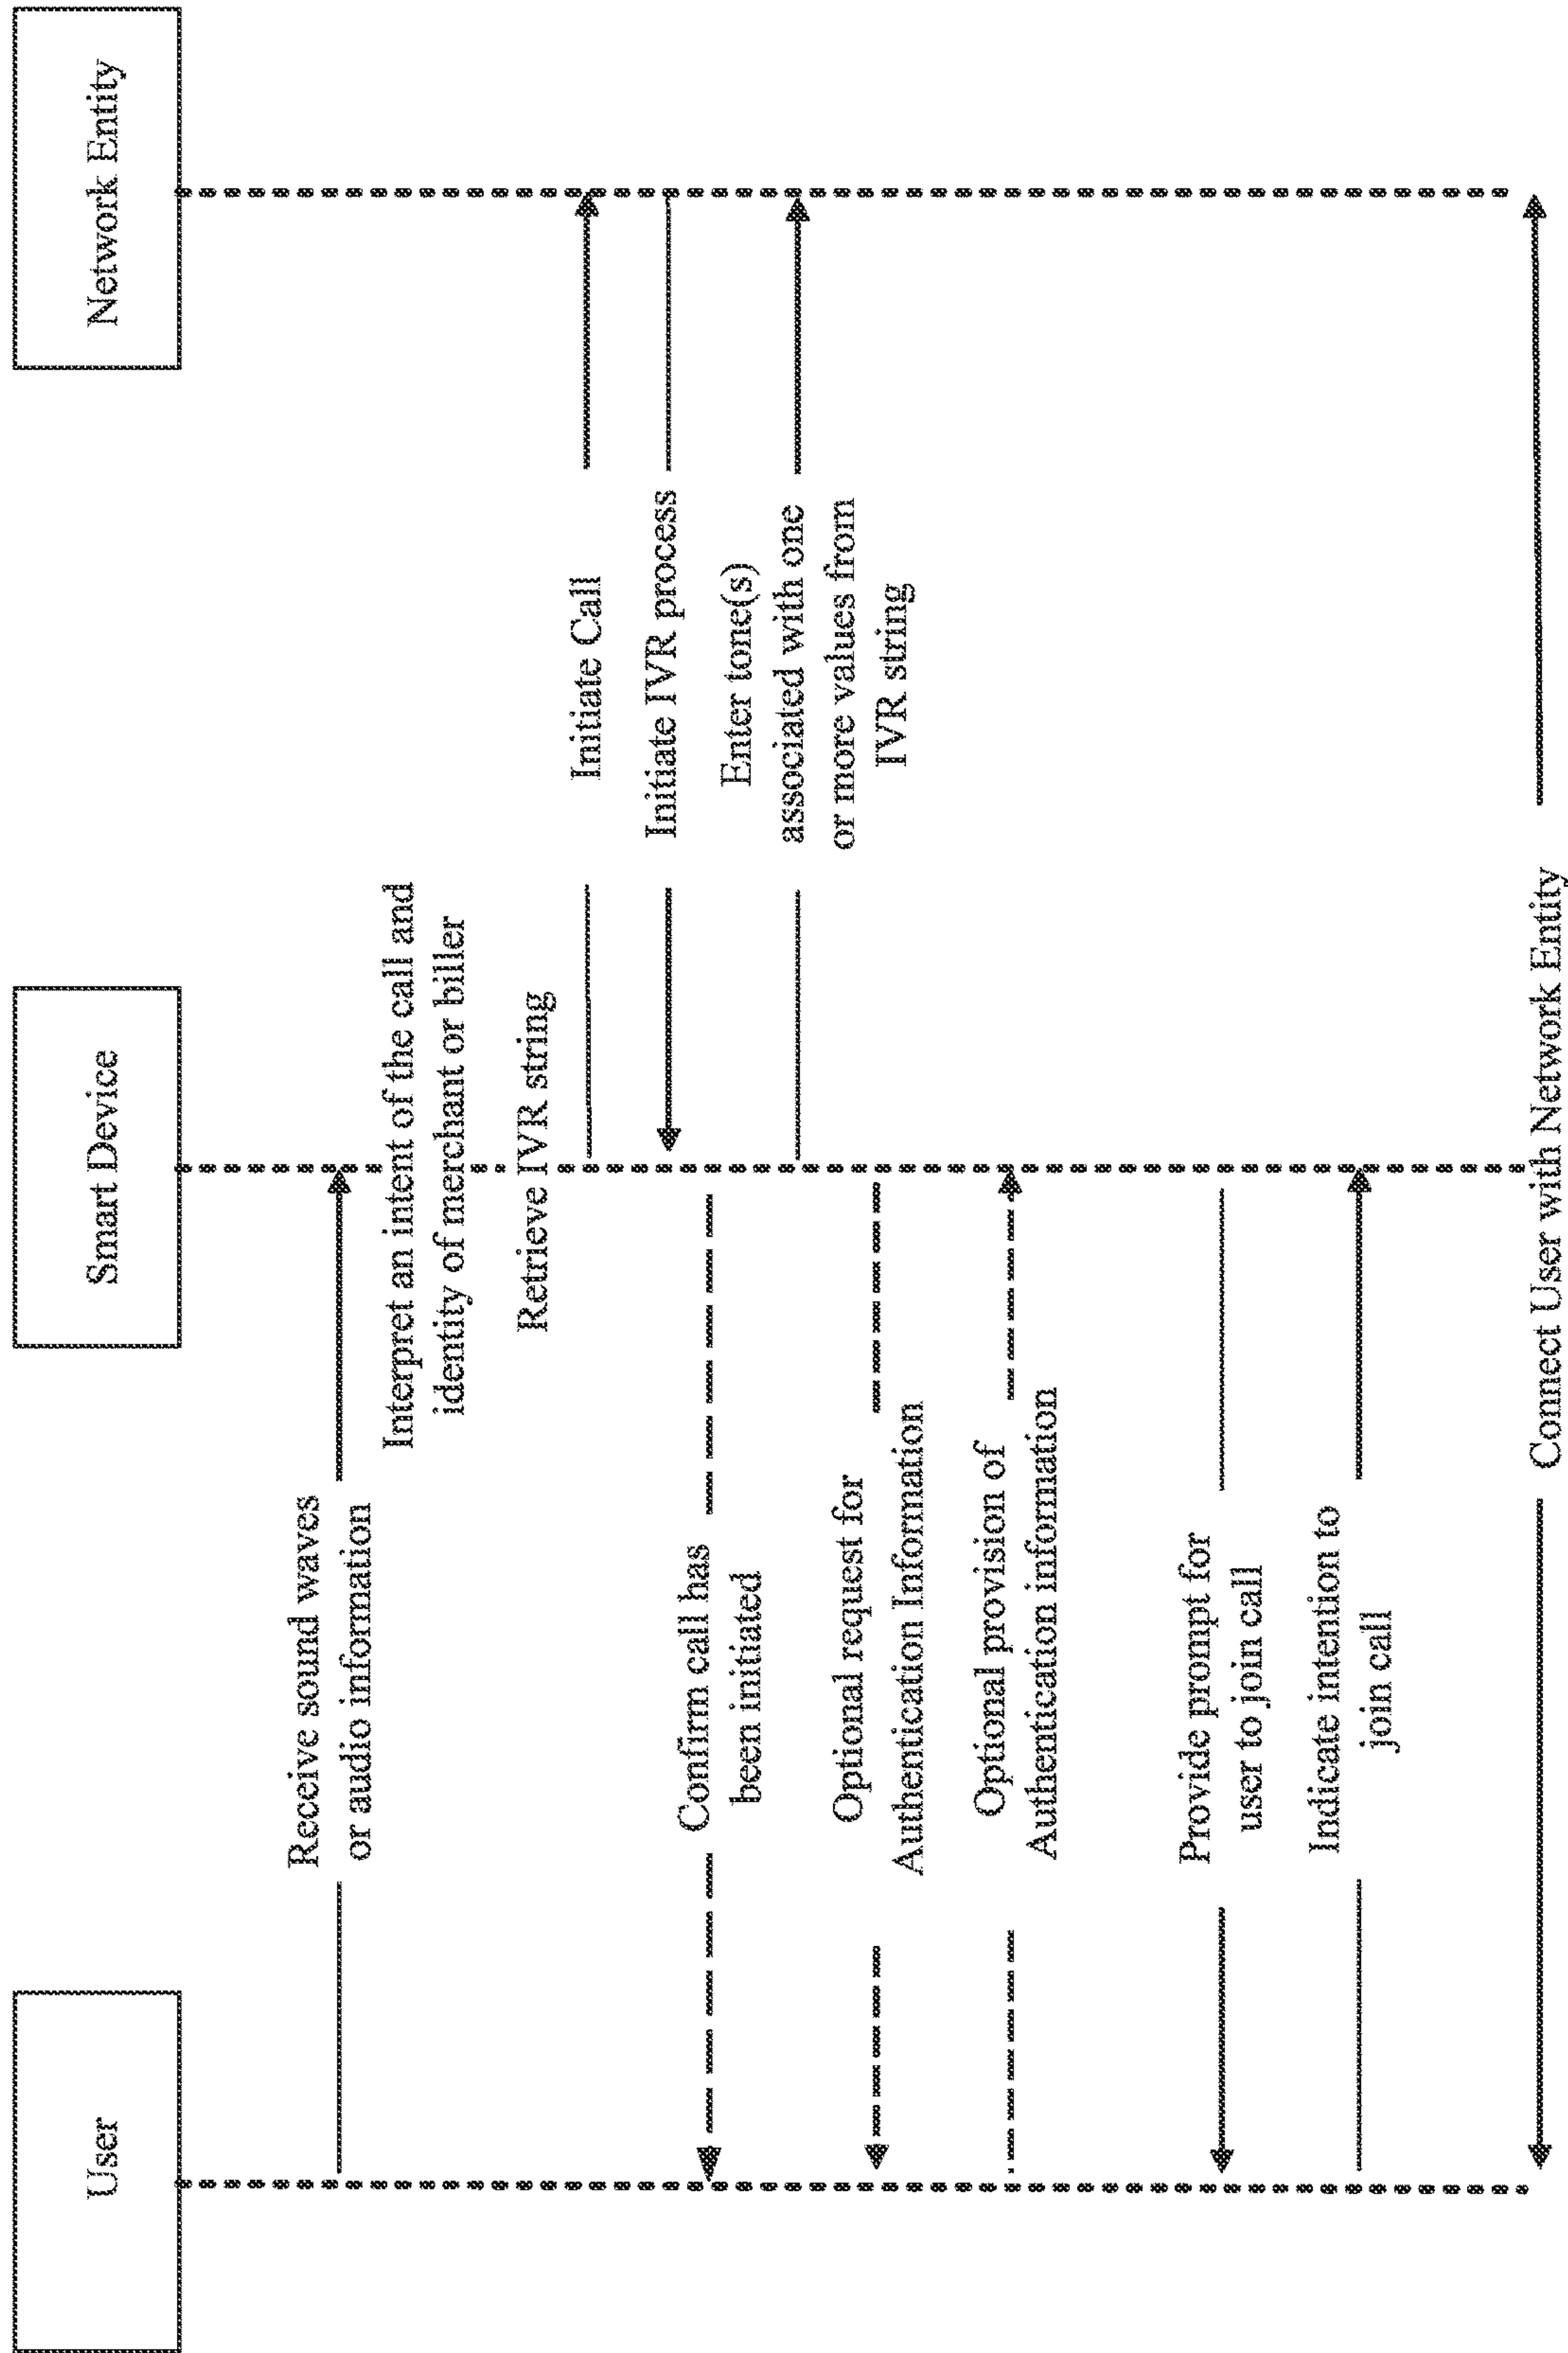 User
Smart Device
Network Entity
Receive sound waves
or audio information
Interpret an intent of the call and
identity of merchant or biller
Retrieve IVR string
Initiate Call
Initiate IVR process
Confirm call has
been initiated
Enter tone(s)
associated with one
or more values from
IVR string
Optional request for
Authentication Information
Optional provision of
Authentication information
Provide prompt for
user to join call
Indicate intention to
join call
Connect User with Network Entity